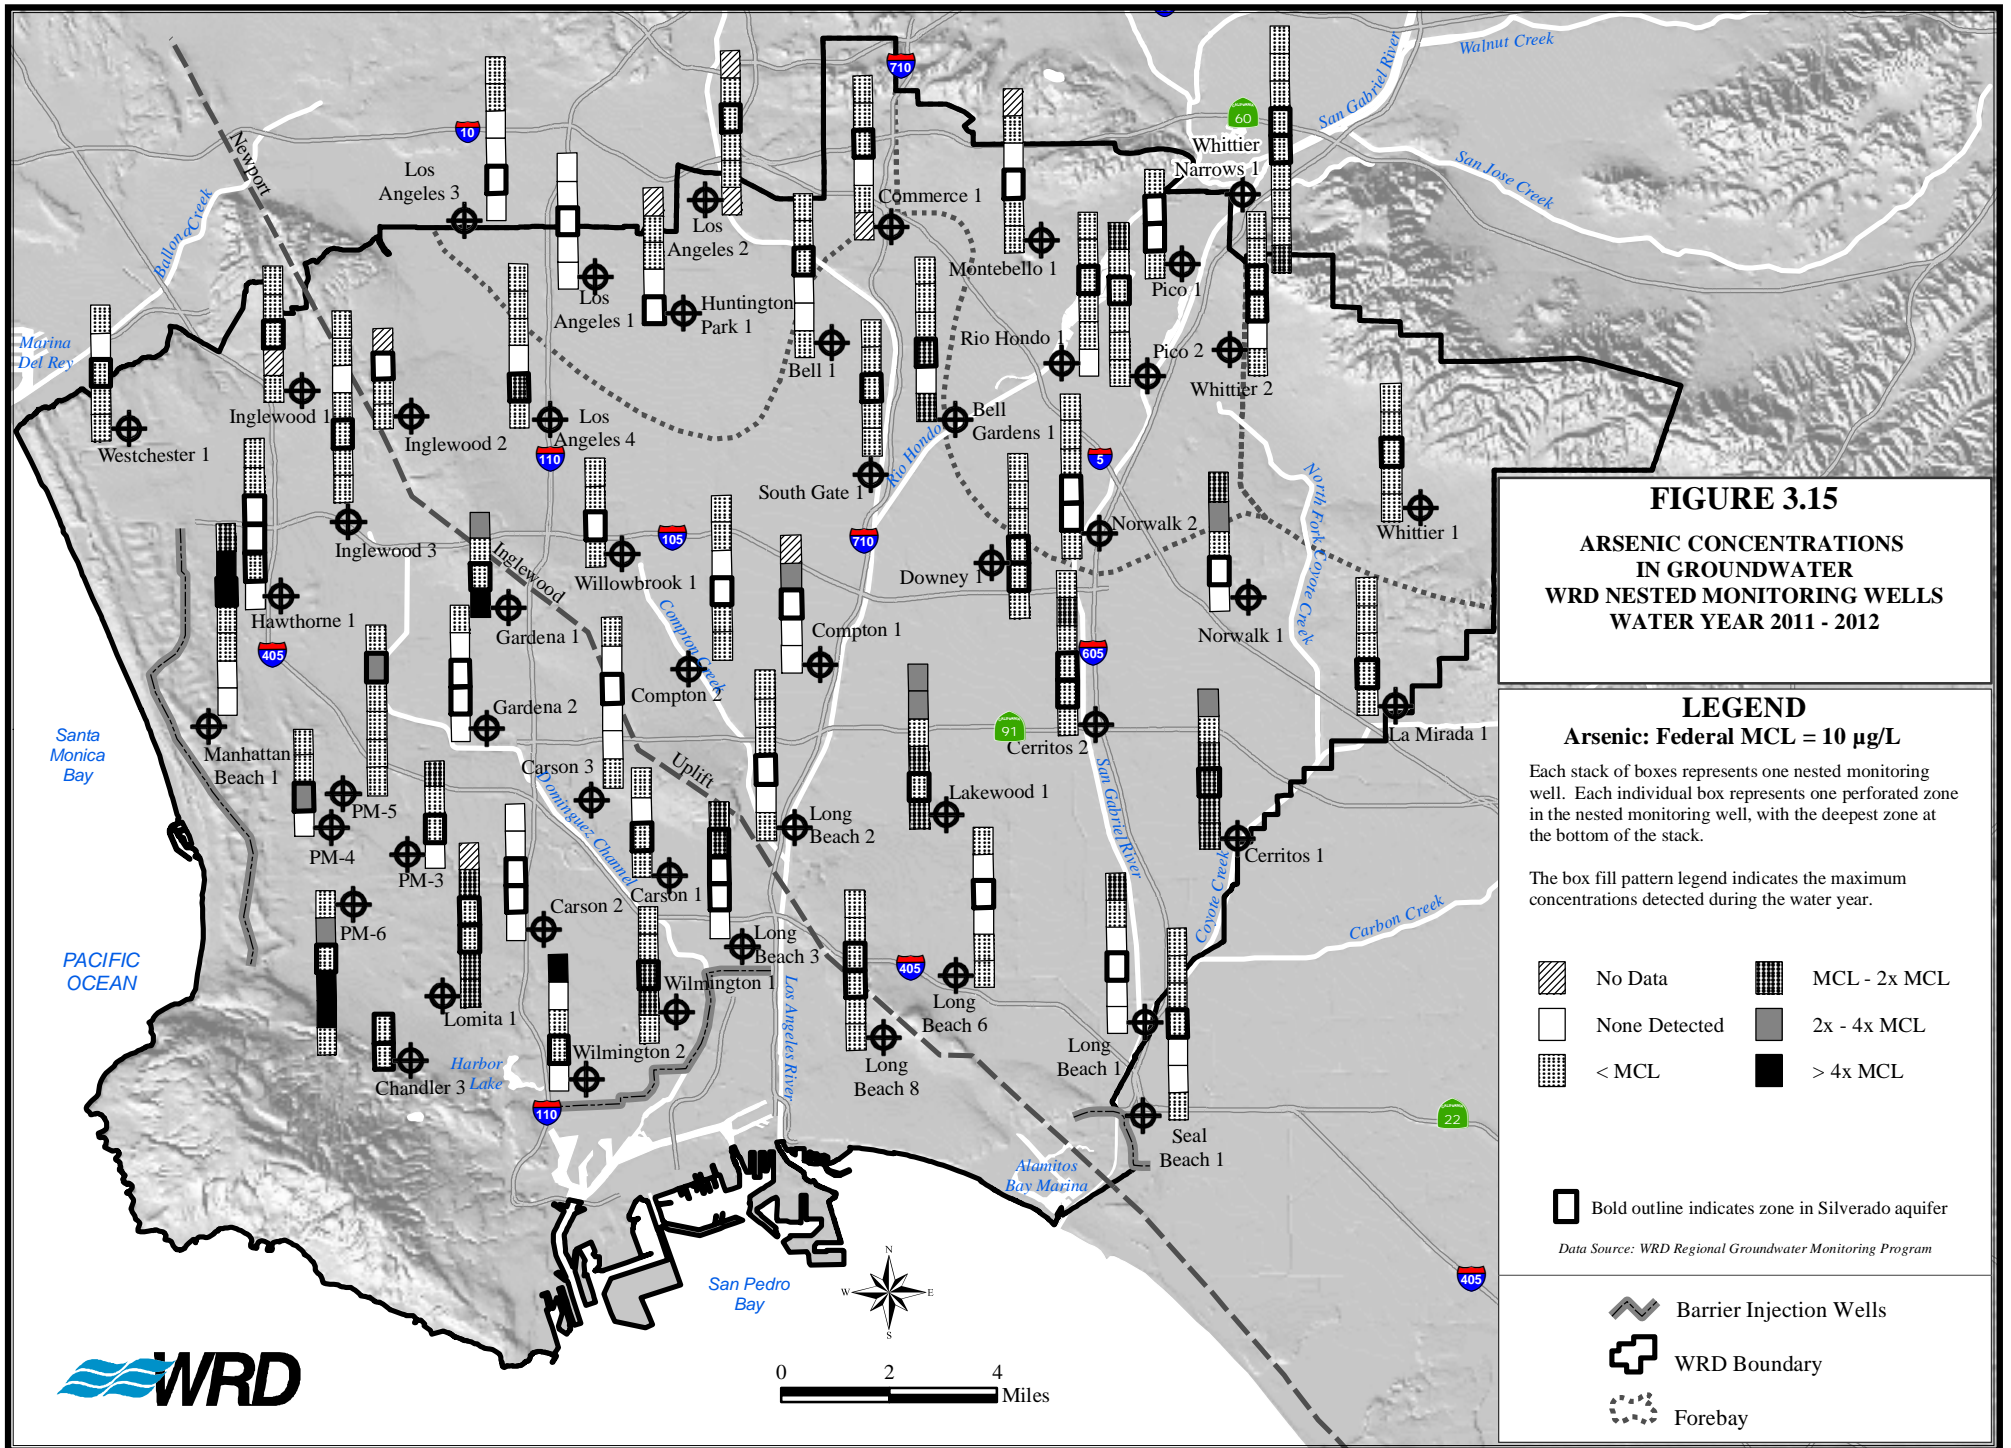 710
Walnut Creek
San Gabriel River
10
CALIFORNIA
60
Newport
Los
Angeles 3
Whittier
Narrows 1
San Jose Creek
Ballona Creek
Commerce 1
Los
Angeles 2
Montebello 1
Pico 1
Los
Angeles 1
Huntington
Park 1
Marina
Del Rey
Rio Hondo 1
Pico 2
Bell 1
Whittier 2
Inglewood 1
Inglewood 2
Los
Angeles 4
Bell
Gardens 1
Westchester 1
110
5
Rio Hondo
South Gate 1
North Fork Coyote Creek
Whittier 1
Inglewood 3
105
710
Norwalk 2
Inglewood
Willowbrook 1
Downey 1
Hawthorne 1
Gardena 1
Compton 1
Norwalk 1
Compton Creek
405
605
Compton 2
Gardena 2
CALIFORNIA
91
Cerritos 2
La Mirada 1
Santa
Monica
Bay
Manhattan
Beach 1
Carson 3
Uplift
Dominguez Channel
San Gabriel River
Lakewood 1
PM-5
Long
Beach 2
PM-4
PM-3
Cerritos 1
Coyote Creek
Carson 1
Carson 2
PM-6
Long
Beach 3
Carbon Creek
PACIFIC
OCEAN
405
Wilmington 1
Los Angeles River
Long
Beach 6
Lomita 1
Long
Beach 1
Wilmington 2
Harbor
Lake
Chandler 3
Long
Beach 8
110
22
Seal
Beach 1
Alamitos
Bay Marina
San Pedro
Bay
405
N
W
E
S
0 2 4
Miles
WRD
FIGURE 3.15
ARSENIC CONCENTRATIONS
IN GROUNDWATER
WRD NESTED MONITORING WELLS
WATER YEAR 2011 - 2012
LEGEND
Arsenic: Federal MCL = 10 µg/L
Each stack of boxes represents one nested monitoring
well. Each individual box represents one perforated zone
in the nested monitoring well, with the deepest zone at
the bottom of the stack.
The box fill pattern legend indicates the maximum
concentrations detected during the water year.
No Data
MCL - 2x MCL
None Detected
2x - 4x MCL
< MCL
> 4x MCL
Bold outline indicates zone in Silverado aquifer
Data Source: WRD Regional Groundwater Monitoring Program
Barrier Injection Wells
WRD Boundary
Forebay